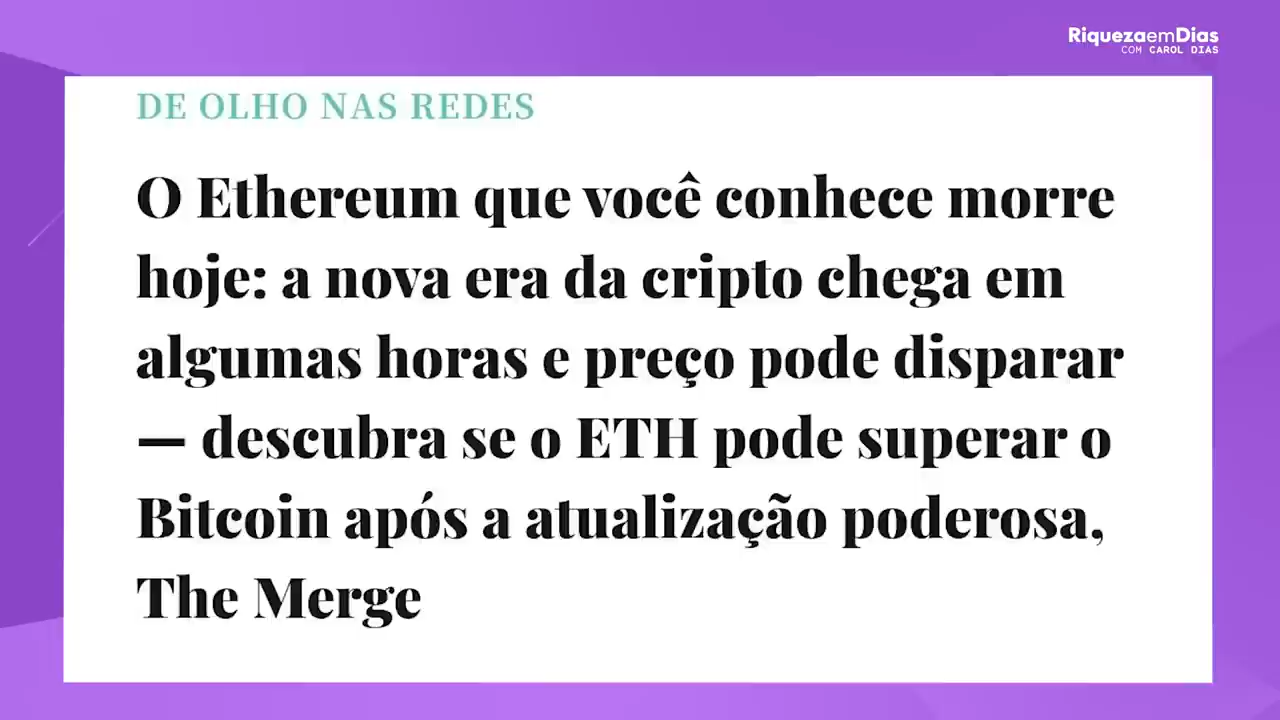 RiquezaemDias
COM CAROL DIAS
DE OLHO NAS REDES
O Ethereum que você conhece morre
hoje: a nova era da cripto chega em
algumas horas e preço pode disparar
— descubra se o ETH pode superar o
Bitcoin após a atualização poderosa,
The Merge